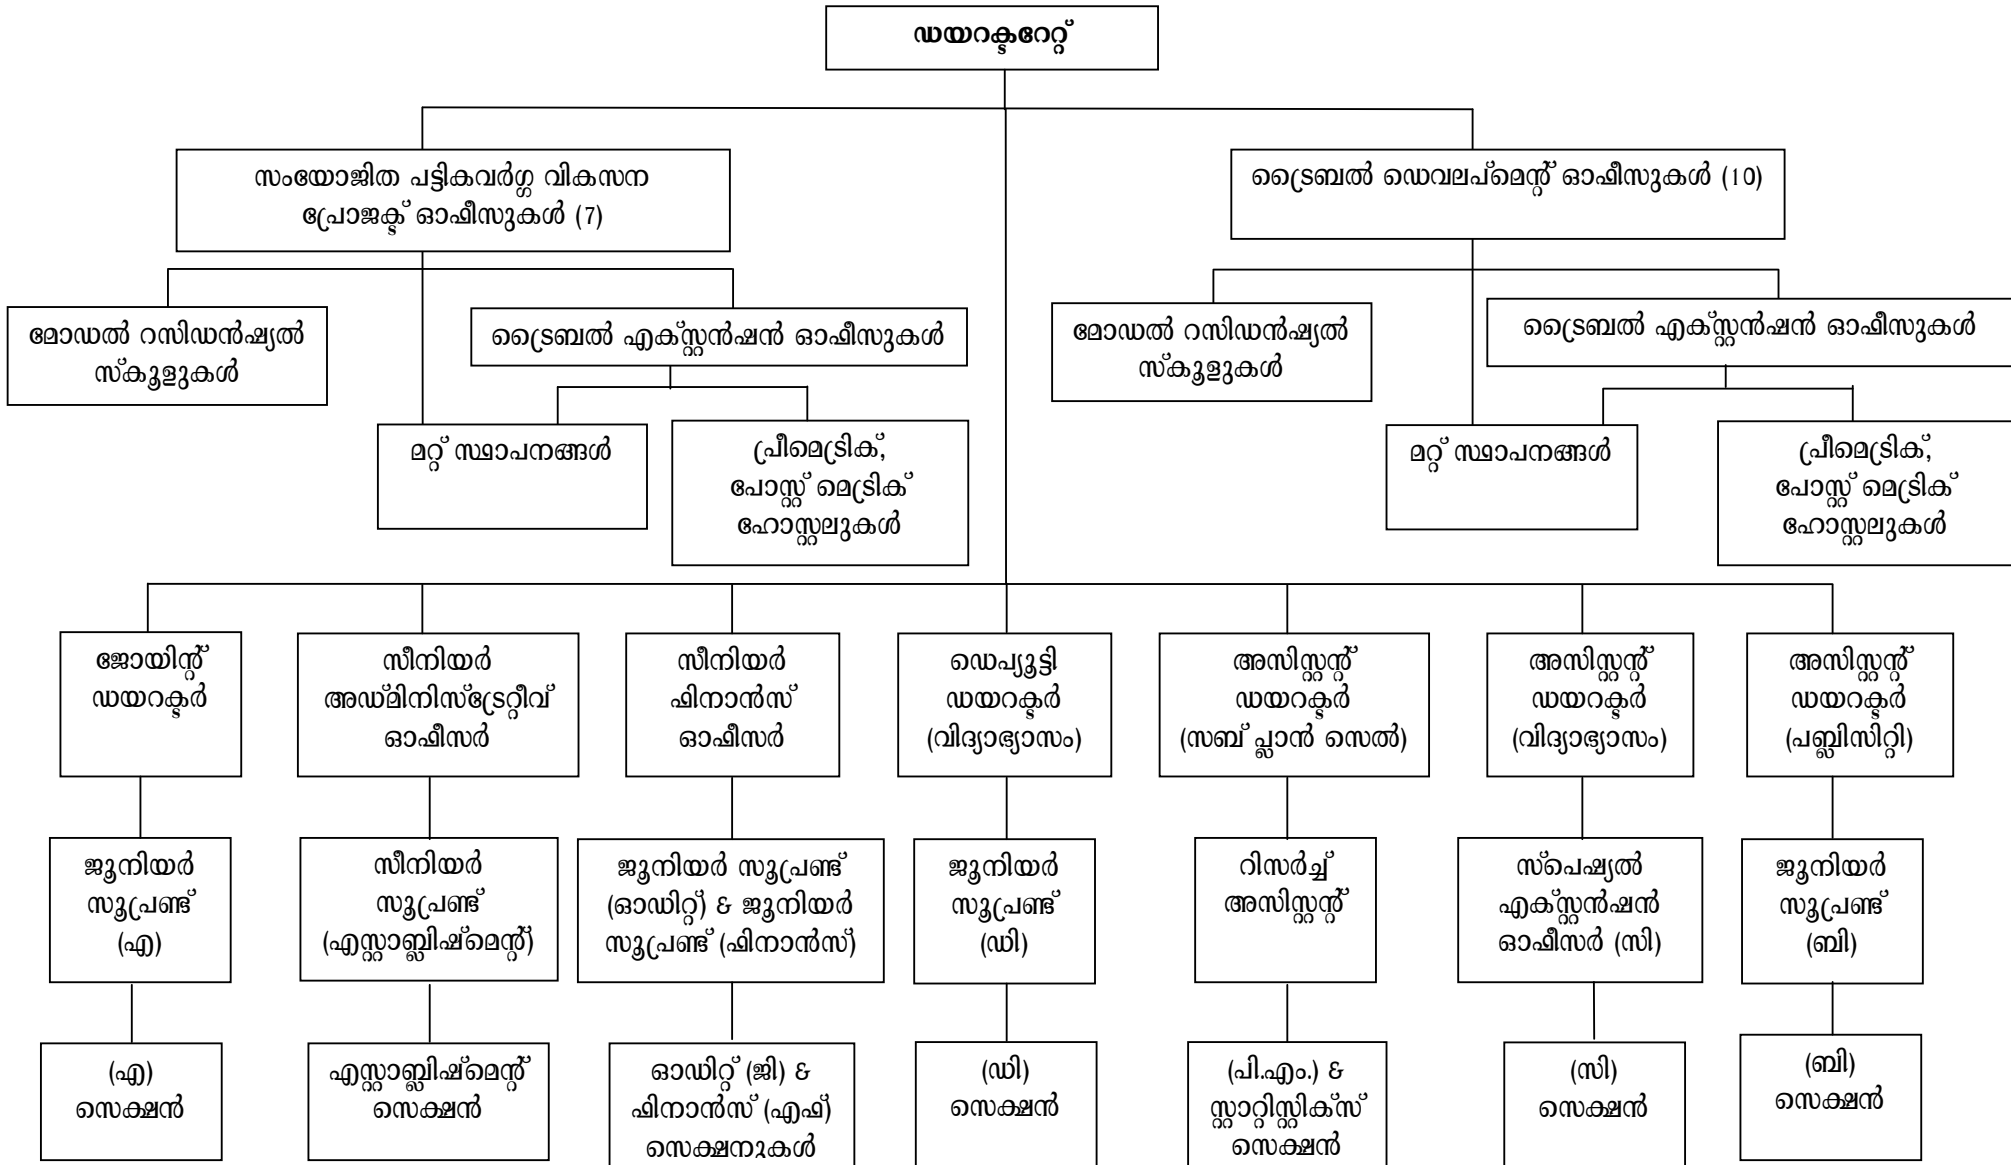 ഡയറക്ടറേറ്റ്
സംയോജിത പട്ടികവർഗ്ഗ വികസന
പ്രോജക്ട് ഓഫീസുകൾ (7)
ട്രൈബൽ ഡെവലപ്മെന്റ് ഓഫീസുകൾ (10)
മോഡൽ റസിഡൻഷ്യൽ
സ്കൂളുകൾ
ട്രൈബൽ എക്സ്റ്റൻഷൻ ഓഫീസുകൾ
മോഡൽ റസിഡൻഷ്യൽ
സ്കൂളുകൾ
ട്രൈബൽ എക്സ്റ്റൻഷൻ ഓഫീസുകൾ
മറ്റ് സ്ഥാപനങ്ങൾ
പ്രീമെട്രിക്,
പോസ്റ്റ് മെട്രിക്
ഹോസ്റ്റലുകൾ
മറ്റ് സ്ഥാപനങ്ങൾ
പ്രീമെട്രിക്,
പോസ്റ്റ് മെട്രിക്
ഹോസ്റ്റലുകൾ
ജോയിന്റ്
ഡയറക്ടർ
സീനിയർ
അഡ്മിനിസ്ട്രേറ്റീവ്
ഓഫീസർ
സീനിയർ
ഫിനാൻസ്
ഓഫീസർ
ഡെപ്യൂട്ടി
ഡയറക്ടർ
(വിദ്യാഭ്യാസം)
അസിസ്റ്റന്റ്
ഡയറക്ടർ
(സബ് പ്ലാൻ സെൽ)
അസിസ്റ്റന്റ്
ഡയറക്ടർ
(വിദ്യാഭ്യാസം)
അസിസ്റ്റന്റ്
ഡയറക്ടർ
(പബ്ലിസിറ്റി)
ജൂനിയർ
സൂപ്രണ്ട്
(എ)
സീനിയർ
സൂപ്രണ്ട്
(എസ്റ്റാബ്ലിഷ്മെന്റ്)
ജൂനിയർ സൂപ്രണ്ട്
(ഓഡിറ്റ്) & ജൂനിയർ
സൂപ്രണ്ട് (ഫിനാൻസ്)
ജൂനിയർ
സൂപ്രണ്ട്
(ഡി)
റിസർച്ച്
അസിസ്റ്റന്റ്
സ്പെഷ്യൽ
എക്സ്റ്റൻഷൻ
ഓഫീസർ (സി)
ജൂനിയർ
സൂപ്രണ്ട്
(ബി)
(എ)
സെക്ഷൻ
എസ്റ്റാബ്ലിഷ്മെന്റ്
സെക്ഷൻ
ഓഡിറ്റ് (ജി) &
ഫിനാൻസ് (എഫ്)
സെക്ഷനുകൾ
(ഡി)
സെക്ഷൻ
(പി.എം.) &
സ്റ്റാറ്റിസ്റ്റിക്സ്
സെക്ഷൻ
(സി)
സെക്ഷൻ
(ബി)
സെക്ഷൻ